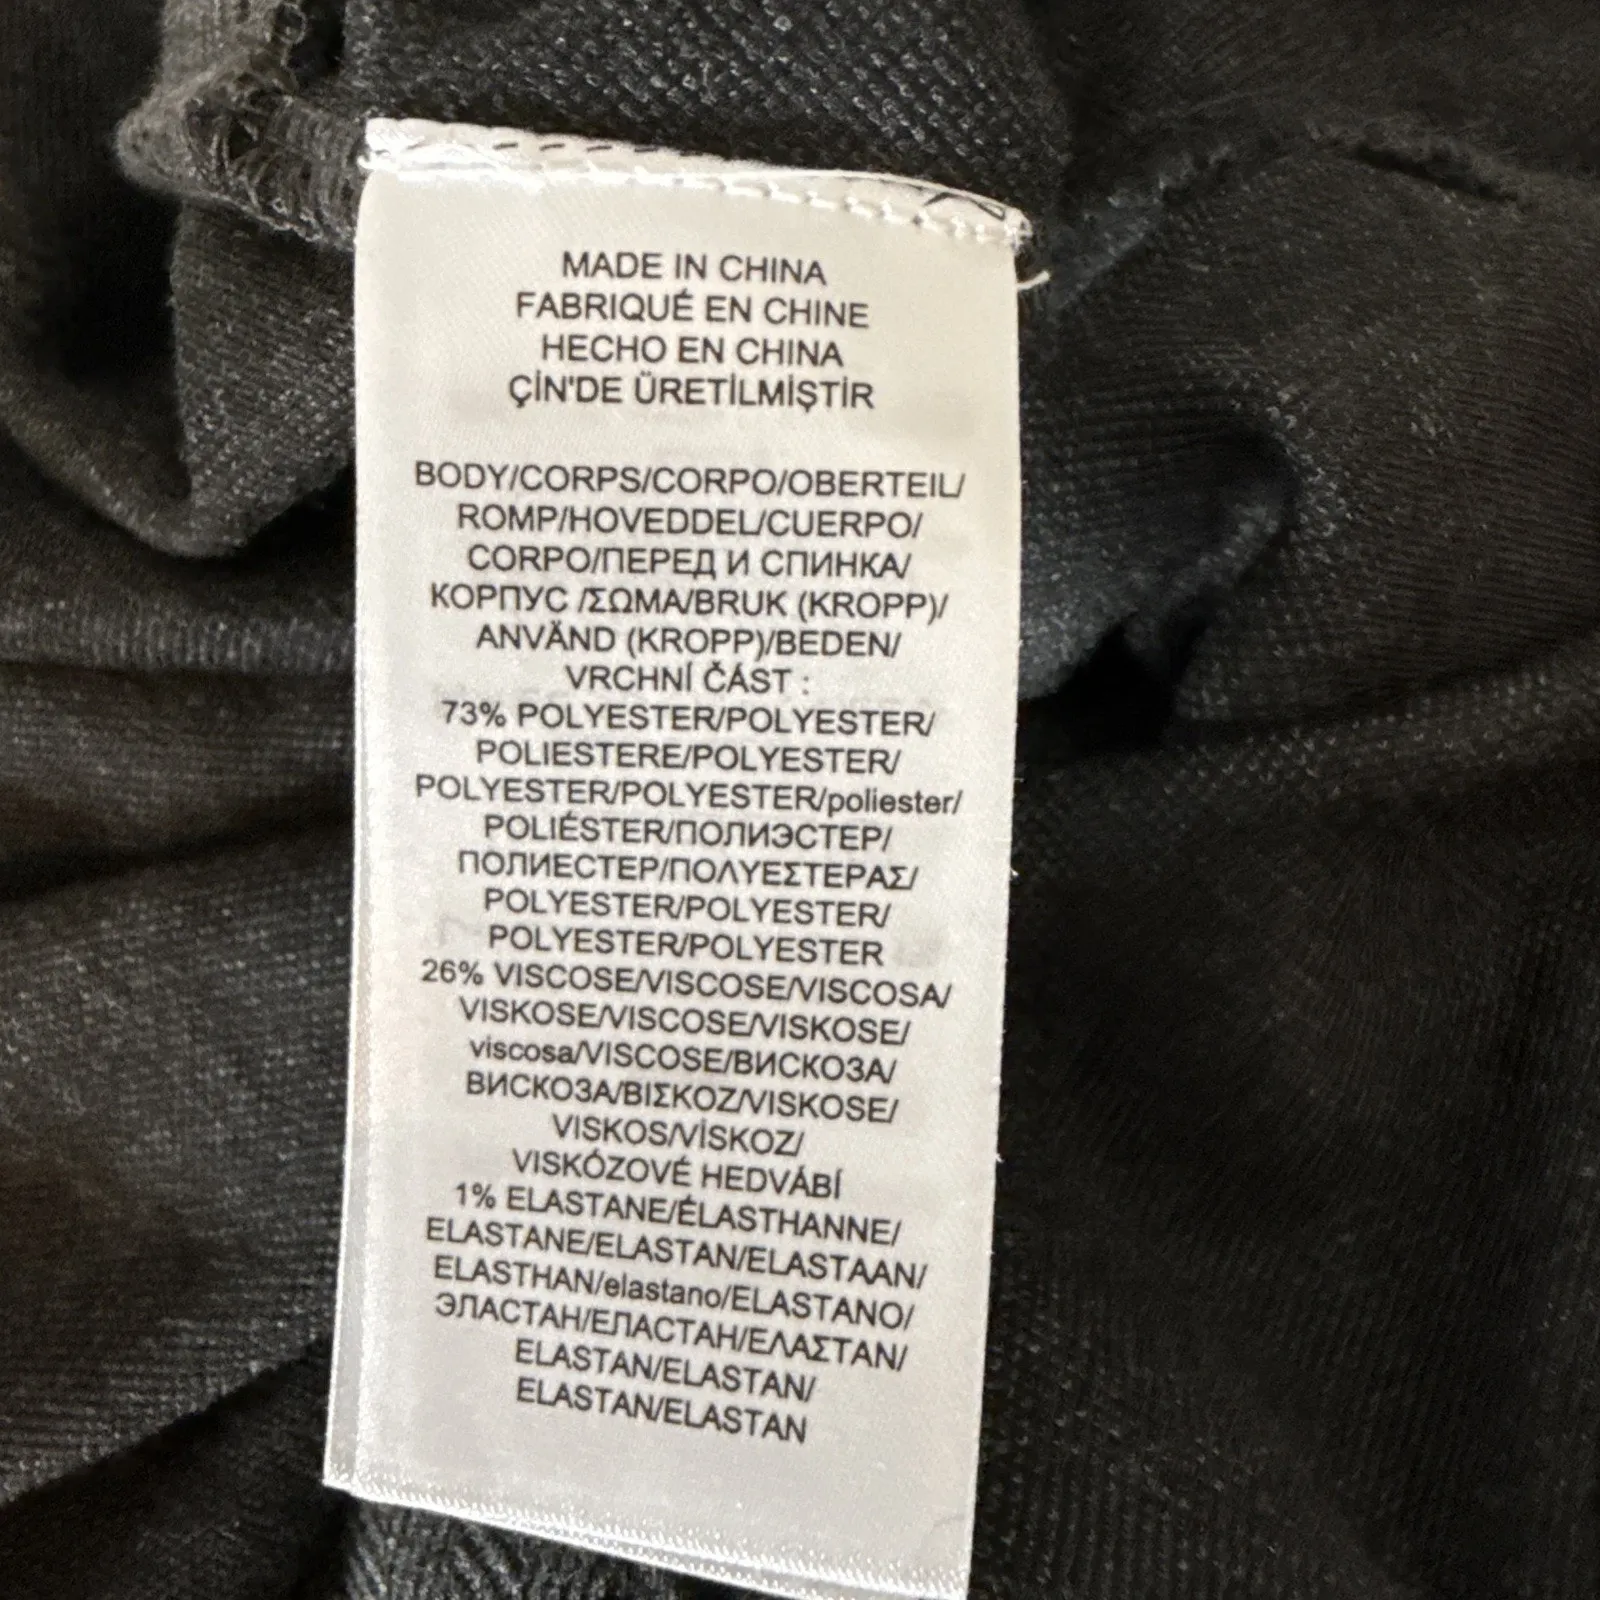 MADE IN CHINA
FABRIQUÉ EN CHINE
HECHO EN CHINA
ÇİN'DE ÜRETİLMİŞTİR
BODY/CORPS/CORPO/OBERTEIL/
ROMP/HOVEDDEL/CUERPO/
CORPO/ПЕРЕД И СПИНКА/
КОРПУС /ΣΩΜΑ/BRUK (KROPP)/
ANVÄND (KROPP)/BEDEN/
VRCHNÍ ČÁST :
73% POLYESTER/POLYESTER/
POLIESTERE/POLYESTER/
POLYESTER/POLYESTER/poliester/
POLIÉSTER/ПОЛИЭСТЕР/
ПОЛИЕСТЕР/ΠΟΛΥΕΣΤΕΡΑΣ/
POLYESTER/POLYESTER/
POLYESTER/POLYESTER
26% VISCOSE/VISCOSE/VISCOSA/
VISKOSE/VISCOSE/VISKOSE/
viscosa/VISCOSE/ВИСКОЗА/
ВИСКОЗА/ΒΙΣΚΟΖ/VISKOSE/
VISKOS/VİSKOZ/
VISKÓZOVÉ HEDVÁBÍ
1% ELASTANE/ÉLASTHANNE/
ELASTANE/ELASTAN/ELASTAAN/
ELASTHAN/elastano/ELASTANO/
ЭЛАСТАН/ЕЛАСТАН/ΕΛΑΣΤΑΝ/
ELASTAN/ELASTAN/
ELASTAN/ELASTAN